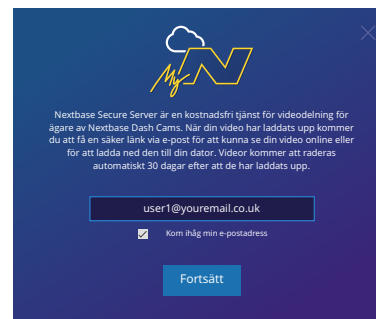 My N
Nextbase Secure Server är en kostnadsfri tjänst för videodelning för
ägare av Nextbase Dash Cams. När din video har laddats upp kommer
du att få en säker länk via e-post för att kunna se din video online eller
för att ladda ned den till din dator. Videor kommer att raderas
automatiskt 30 dagar efter att de har laddats upp.
user1@youremail.co.uk
Kom ihåg min e-postadress
Fortsätt